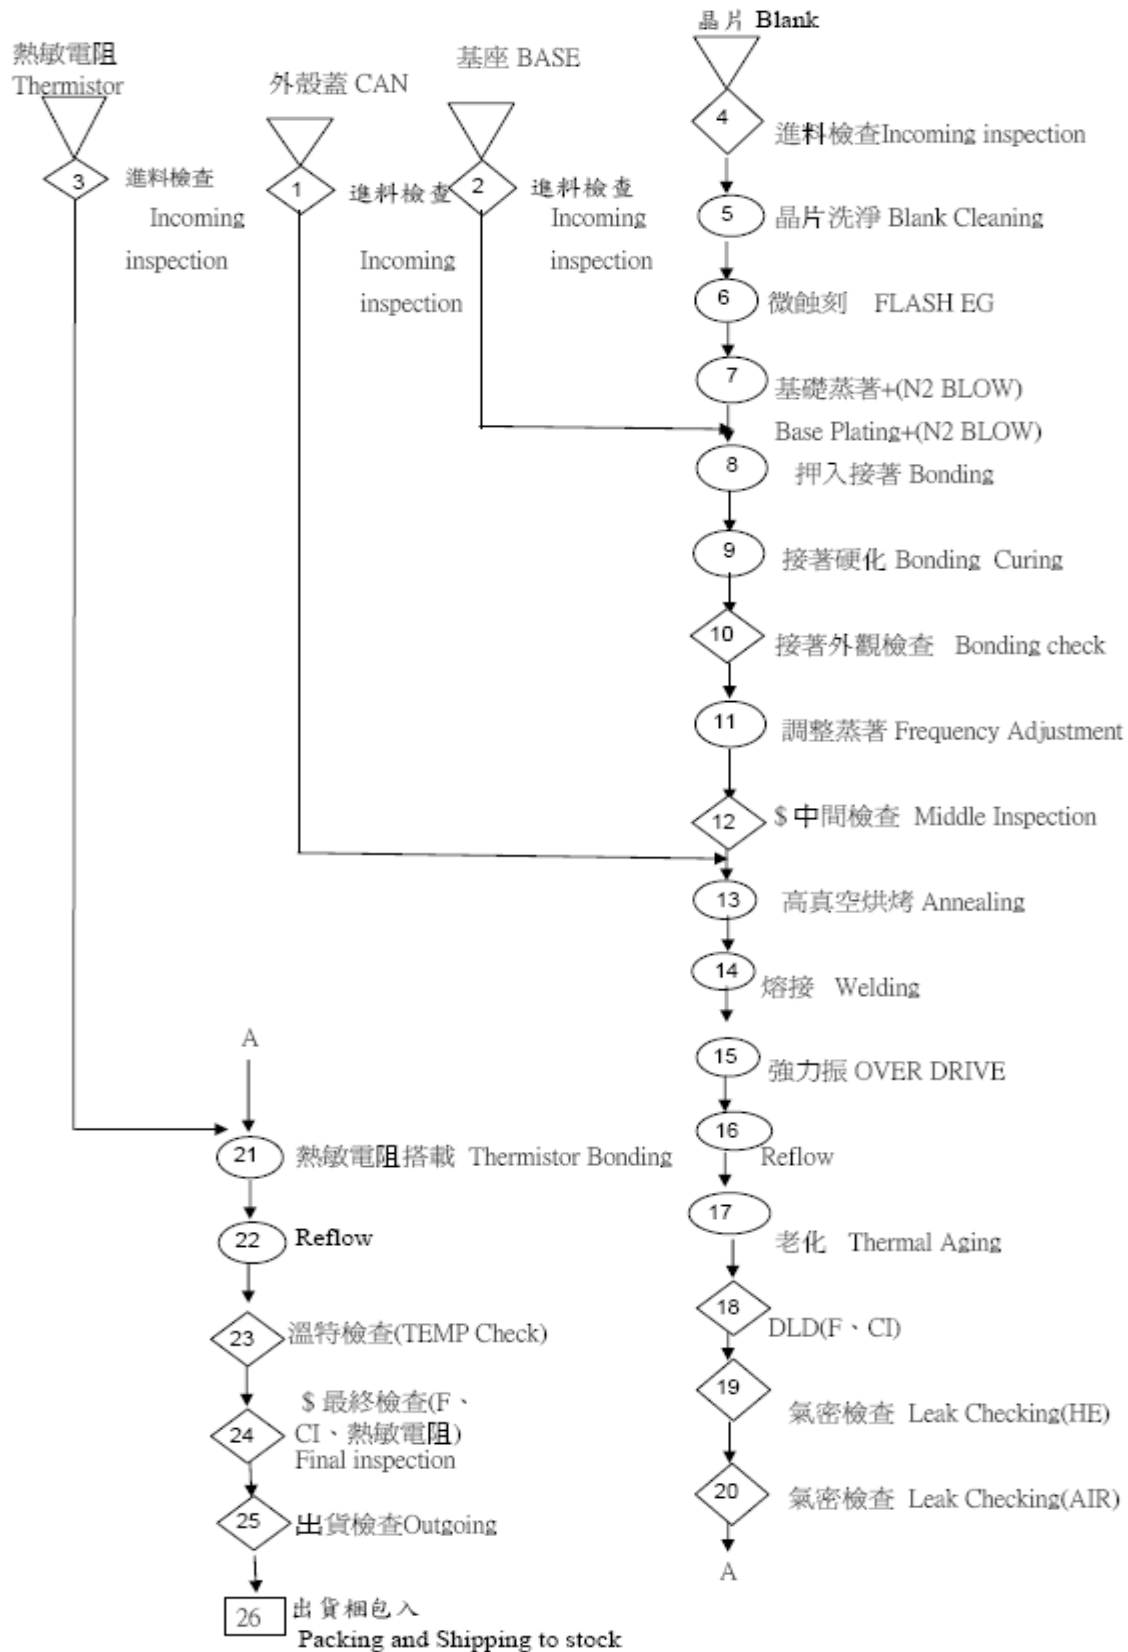 晶片 Blank
熱敏電阻
Thermistor
外殼蓋 CAN
基座 BASE
4
進料檢查Incoming inspection
3
進料檢查
Incoming
inspection
1
進料檢查
Incoming
inspection
2
進料檢查
Incoming
inspection
5
晶片洗淨 Blank Cleaning
6
微蝕刻 FLASH EG
7
基礎蒸著+(N2 BLOW)
Base Plating+(N2 BLOW)
8
押入接著 Bonding
9
接著硬化 Bonding Curing
10
接著外觀檢查 Bonding check
11
調整蒸著 Frequency Adjustment
12
$ 中間檢查 Middle Inspection
13
高真空烘烤 Annealing
14
熔接 Welding
15
強力振 OVER DRIVE
16
Reflow
17
老化 Thermal Aging
18
DLD(F、CI)
19
氣密檢查 Leak Checking(HE)
20
氣密檢查 Leak Checking(AIR)
A
A
21
熱敏電阻搭載 Thermistor Bonding
22
Reflow
23
溫特檢查(TEMP Check)
24
$ 最終檢查(F、
CI、熱敏電阻)
Final inspection
25
出貨檢查Outgoing
26
出貨梱包入
Packing and Shipping to stock